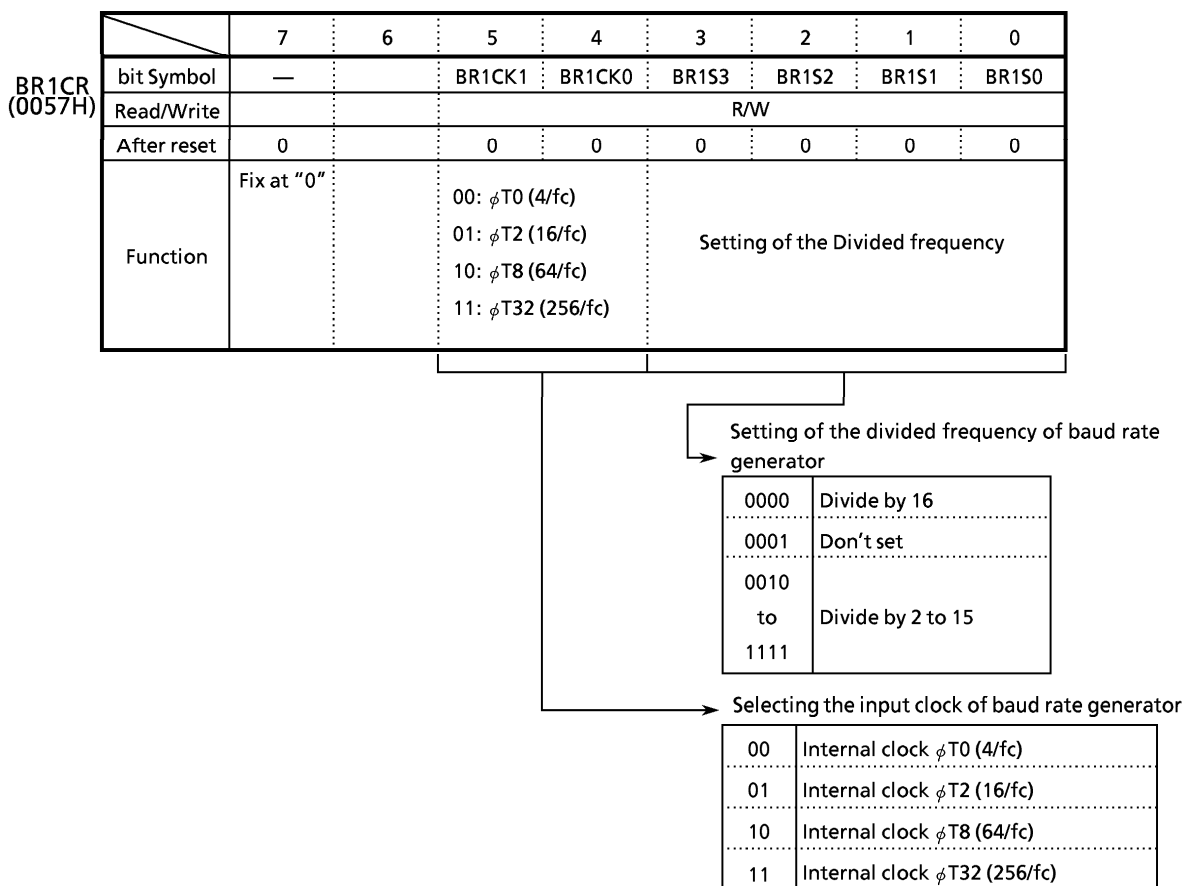 7 6 5 4 3 2 1 0
BR1CR
(0057H)
bit Symbol — BR1CK1 BR1CK0 BR1S3 BR1S2 BR1S1 BR1S0
Read/Write R/W
After reset 0 0 0 0 0 0 0
Function
Fix at "0"
00: ϕT0 (4/fc)
01: ϕT2 (16/fc)
10: ϕT8 (64/fc)
11: ϕT32 (256/fc)
Setting of the Divided frequency
Setting of the divided frequency of baud rate
generator
0000 Divide by 16
0001 Don't set
0010
to Divide by 2 to 15
1111
Selecting the input clock of baud rate generator
00 Internal clock ϕT0 (4/fc)
01 Internal clock ϕT2 (16/fc)
10 Internal clock ϕT8 (64/fc)
11 Internal clock ϕT32 (256/fc)